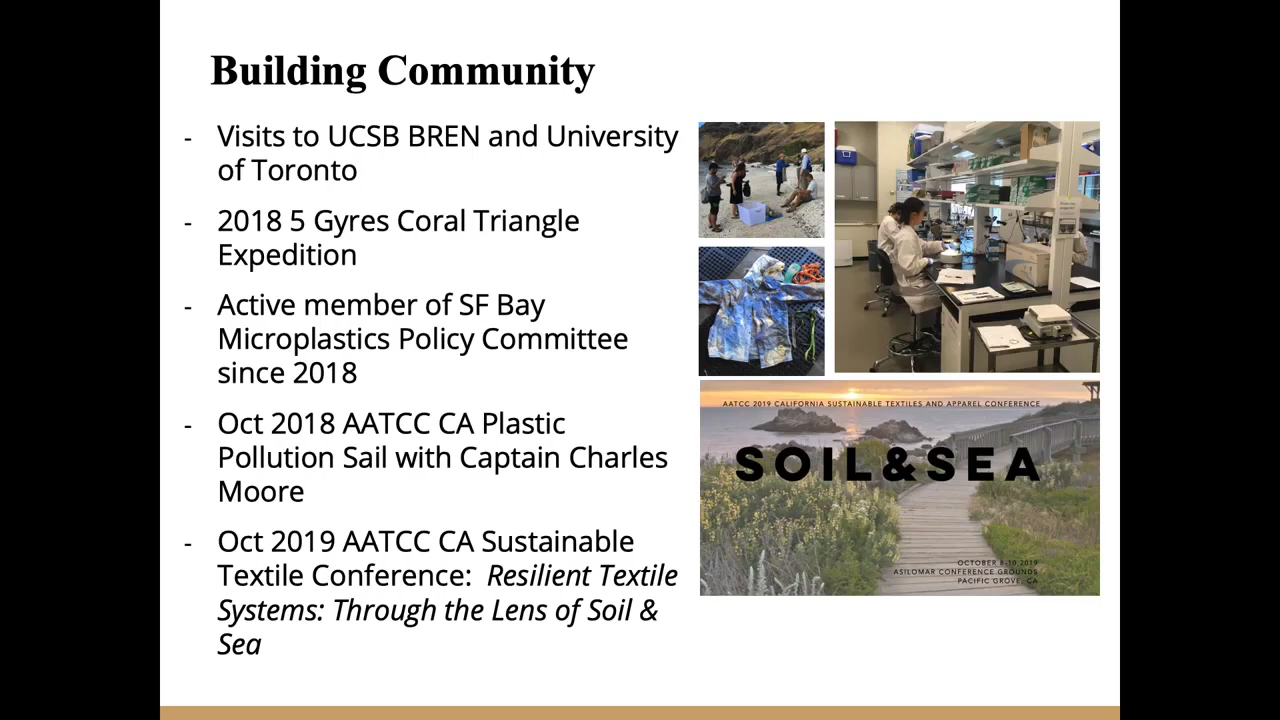 Building Community
- Visits to UCSB BREN and University
of Toronto
- 2018 5 Gyres Coral Triangle
Expedition
- Active member of SF Bay
Microplastics Policy Committee
since 2018
- Oct 2018 AATCC CA Plastic
Pollution Sail with Captain Charles
Moore
- Oct 2019 AATCC CA Sustainable
Textile Conference: Resilient Textile
Systems: Through the Lens of Soil &
Sea
AATCC 2019 CALIFORNIA SUSTAINABLE TEXTILES AND APPAREL CONFERENCE
SOIL&SEA
OCTOBER 8-10, 2019
ASILOMAR CONFERENCE GROUNDS
PACIFIC GROVE, CA